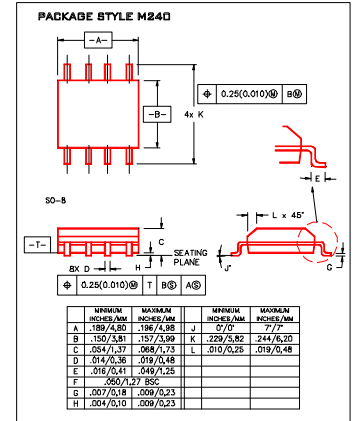 PACKAGE STYLE M240
-A-
-B-
4x K
⌖ 0.25(0.010)Ⓜ BⓂ
E
SO-8
L x 45°
-T-
C
SEATING
PLANE
8X D
H
J°
G
⌖ 0.25(0.010)Ⓜ T BⓈ AⓈ
MINIMUM INCHES/MM MAXIMUM INCHES/MM MINIMUM INCHES/MM MAXIMUM INCHES/MM
A .189/4,80 .196/4,98 J 0°/0° 7°/7°
B .150/3,81 .157/3,99 K .229/5,82 .244/6,20
C .054/1,37 .068/1,73 L .010/0,25 .019/0,48
D .014/0,36 .019/0,48
E .016/0,41 .049/1,25
F .050/1,27 BSC
G .007/0,18 .009/0,23
H .004/0,10 .009/0,23